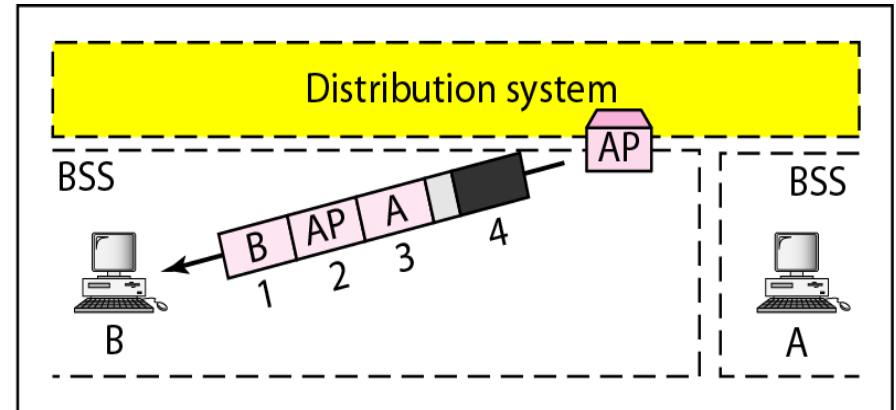 Distribution system
AP
BSS
BSS
B AP A
1 2 3 4
B
A